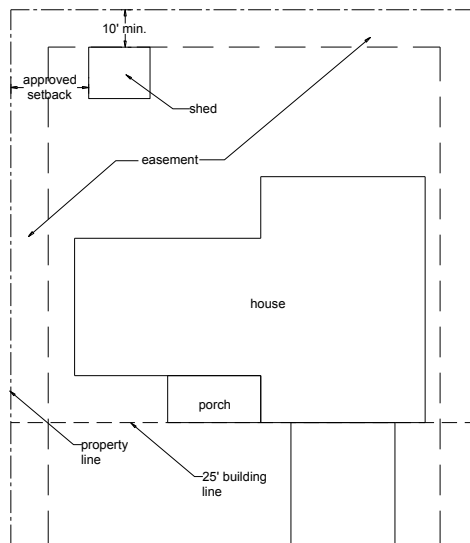 10' min.
approved
setback
shed
easement
house
porch
property
line
25' building
line